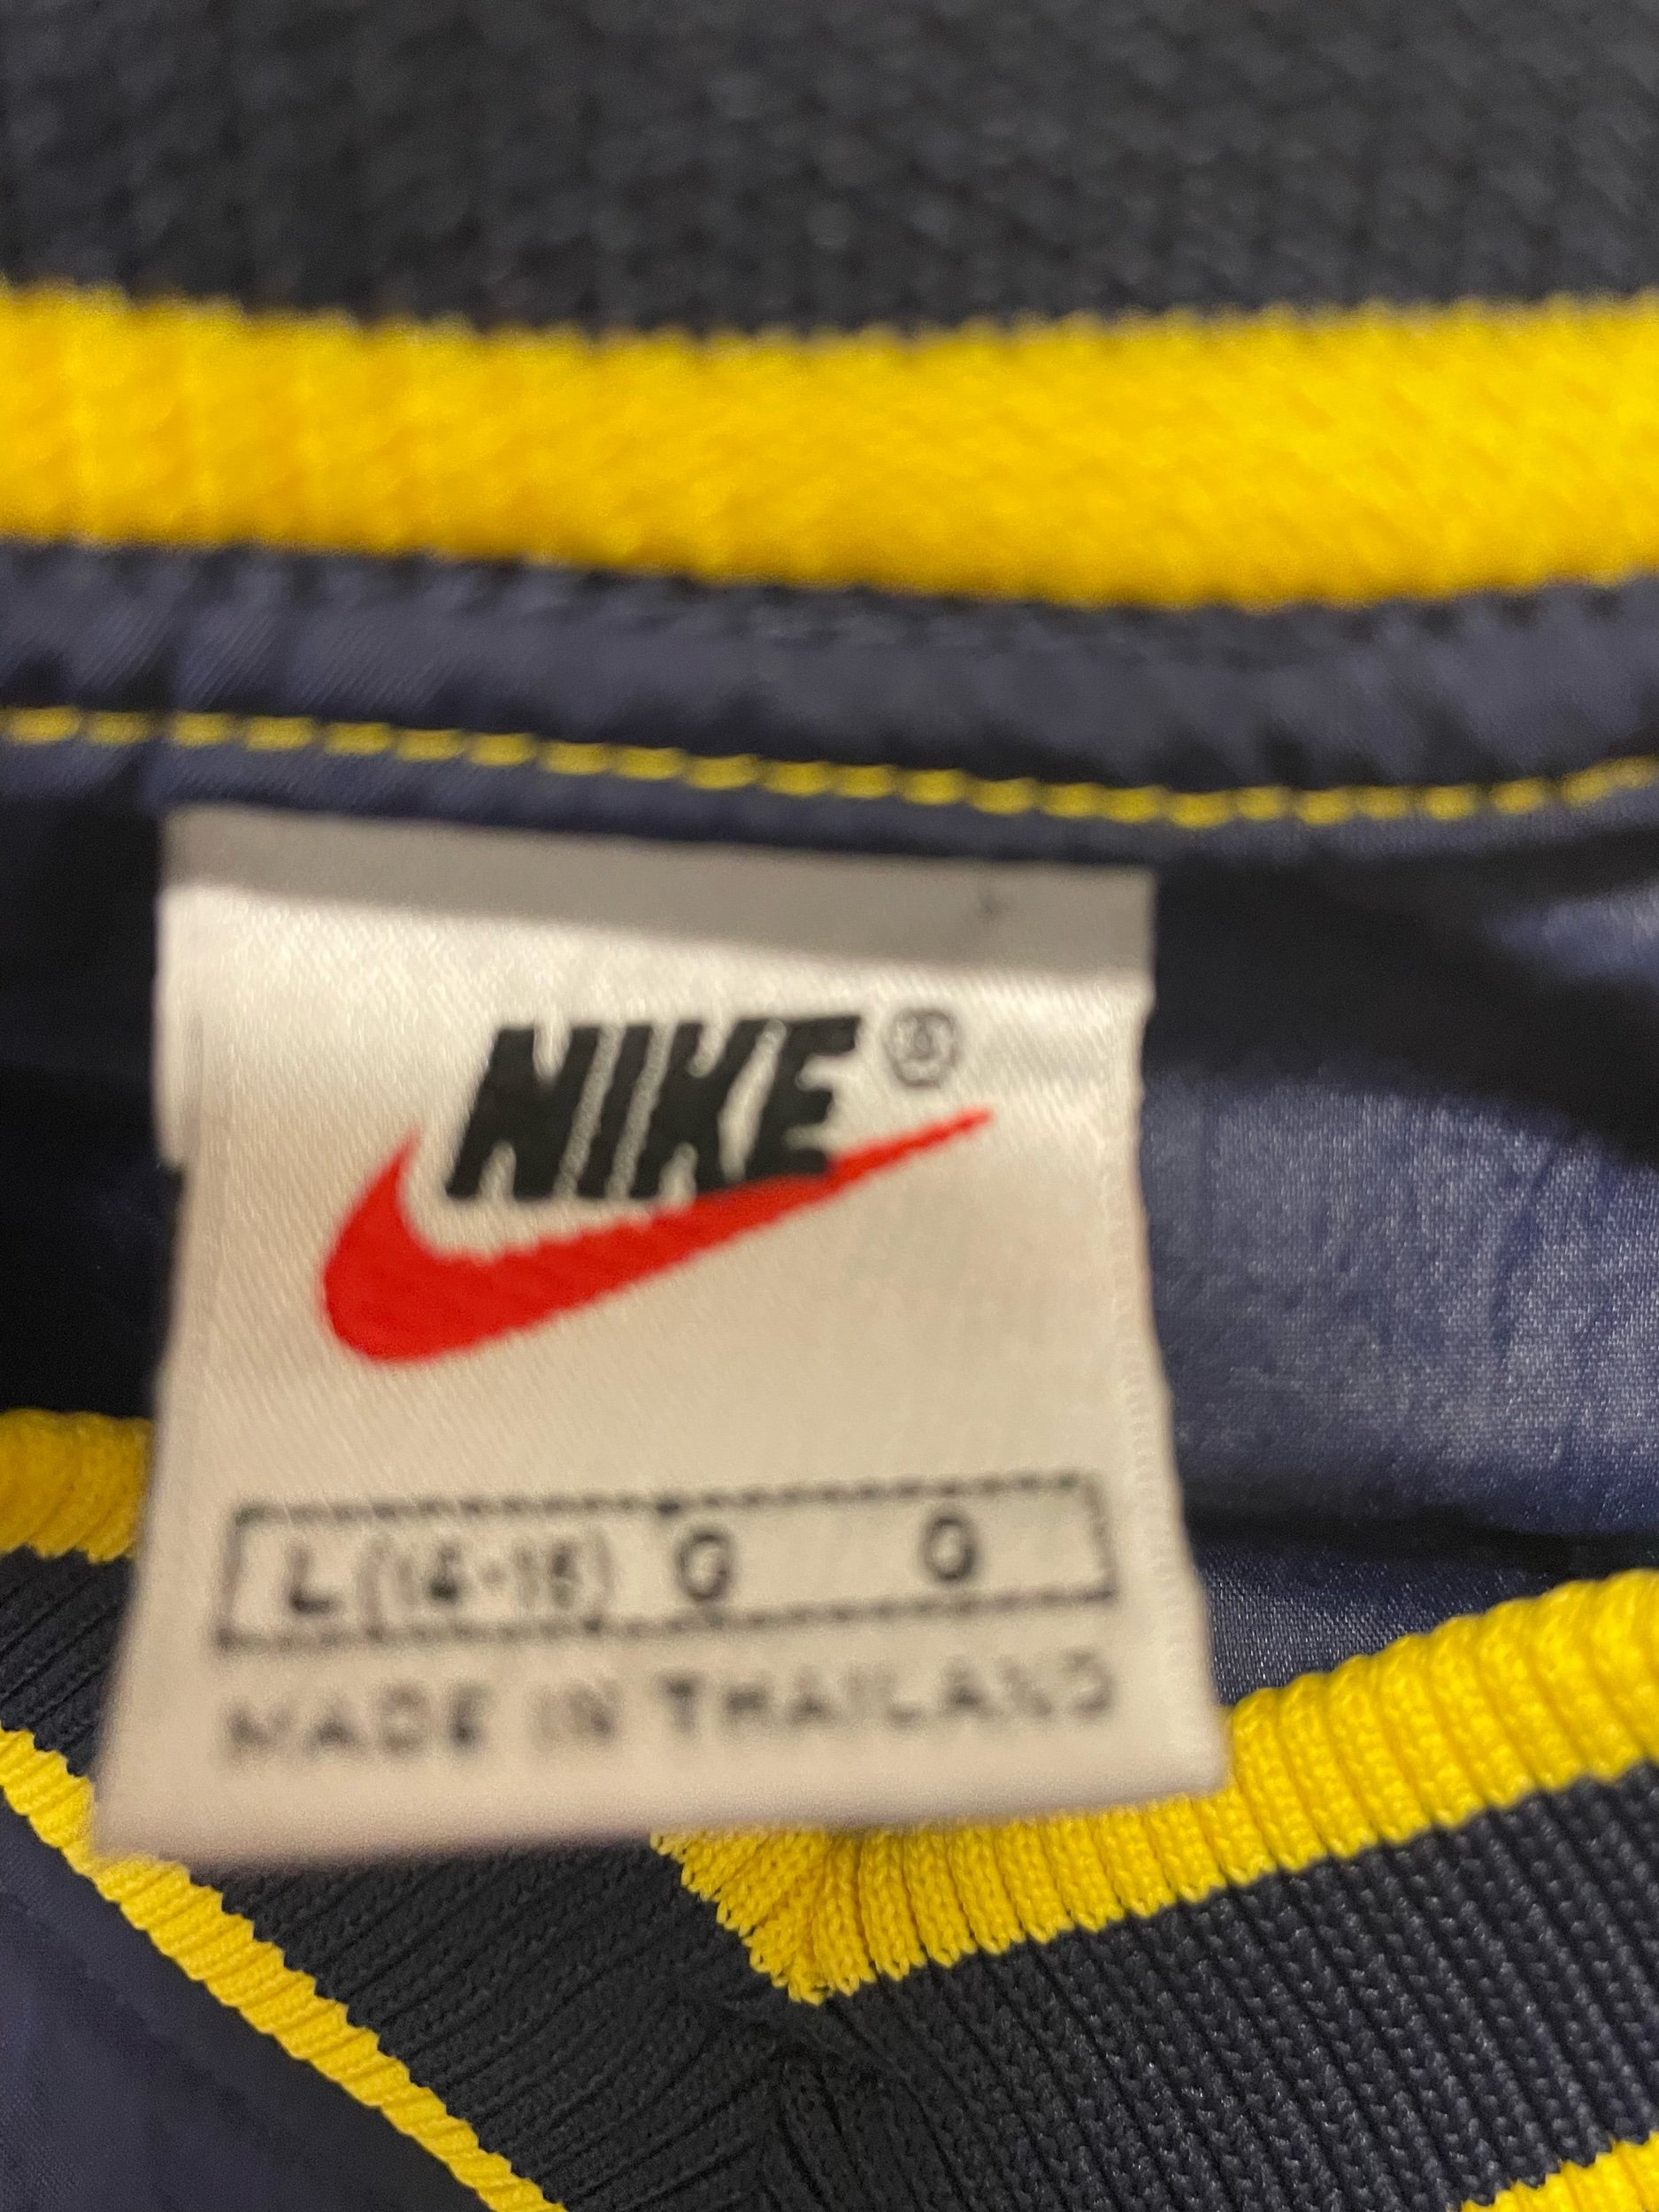 NIKE®
L(14-16) G G
MADE IN THAILAND